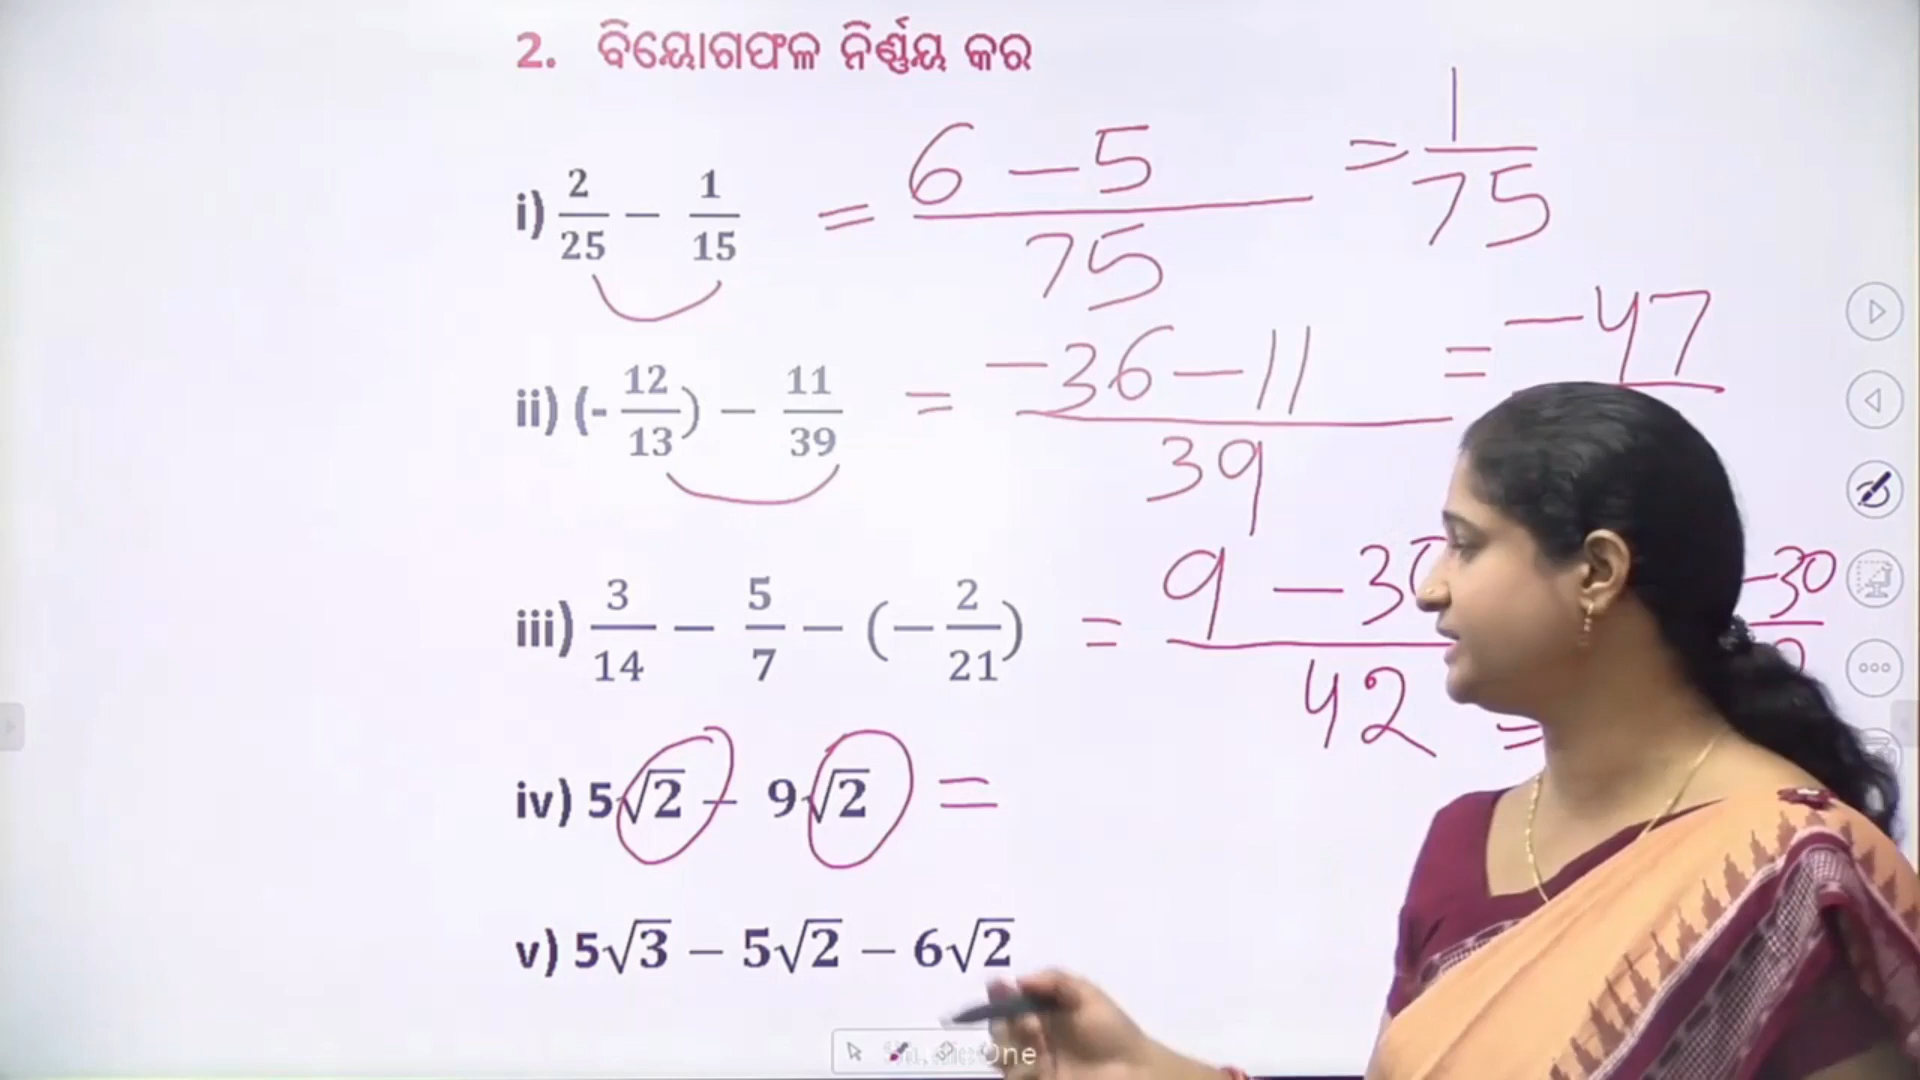 2. ବିୟୋଗଫଳ ନିର୍ଣ୍ଣୟ କର
i) 2/25 − 1/15 = 6 − 5 / 75 = 1/75
ii) (- 12/13) − 11/39 = −36 − 11 / 39 = −47
iii) 3/14 − 5/7 − (− 2/21) = 9 − 30 / 42 −30
=
iv) 5√2 − 9√2 =
v) 5√3 − 5√2 − 6√2